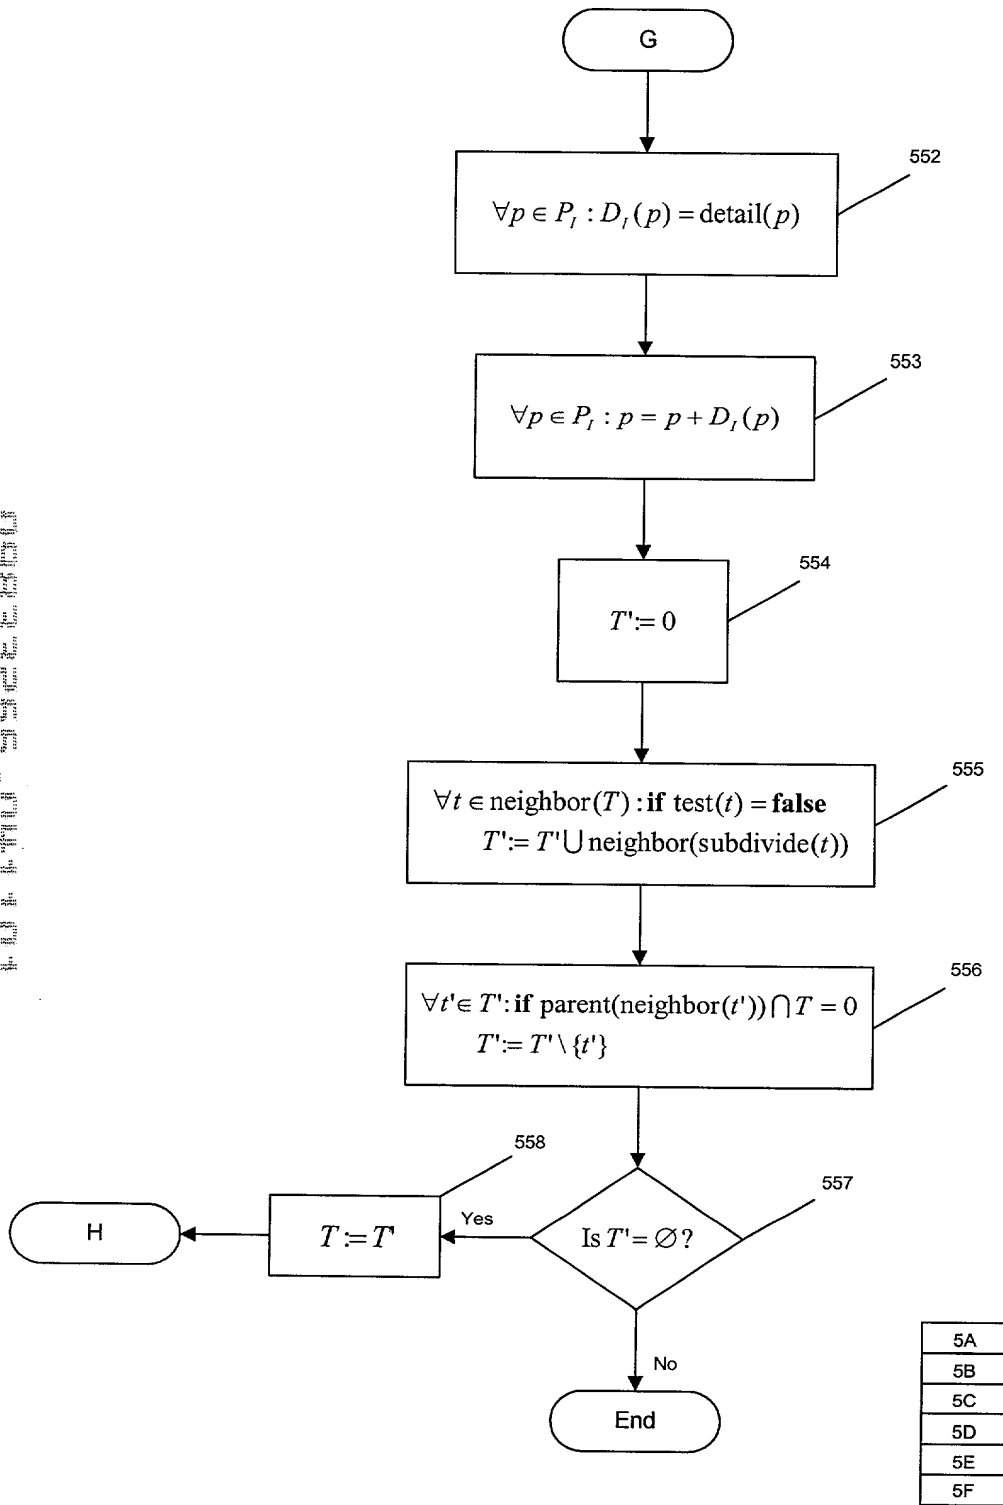 G
552
∀p ∈ P_I : D_I(p) = detail(p)
553
∀p ∈ P_I : p = p + D_I(p)
554
T' := 0
555
∀t ∈ neighbor(T) : if test(t) = false
T' := T' ⋃ neighbor(subdivide(t))
556
∀t' ∈ T' : if parent(neighbor(t')) ⋂ T = 0
T' := T' \ {t'}
557
Is T' = ∅ ?
Yes
558
T := T'
H
No
End
5A
5B
5C
5D
5E
5F